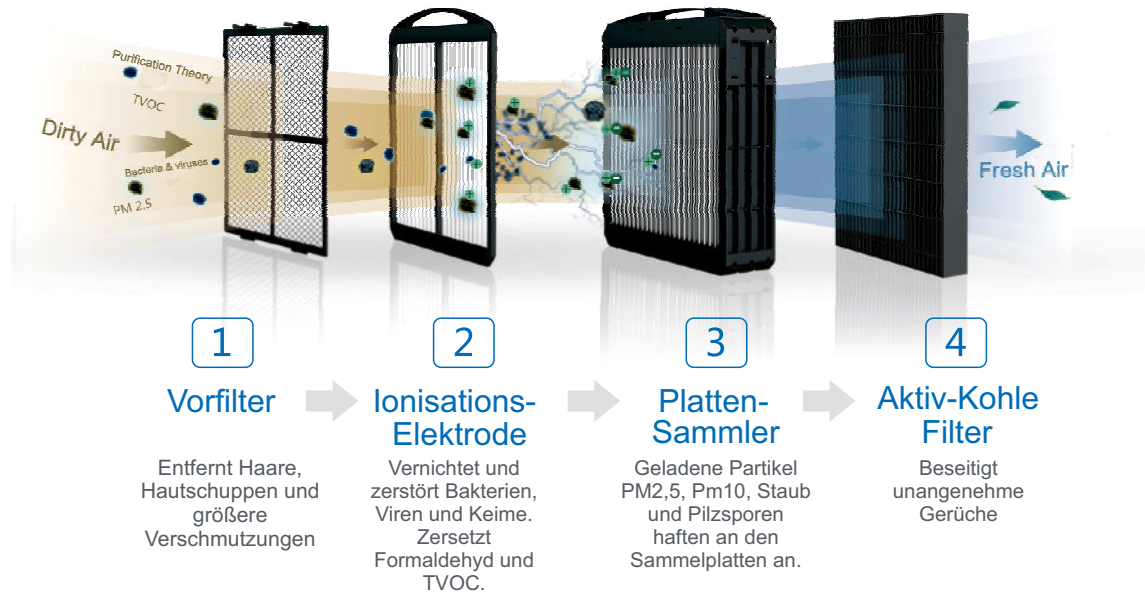 Purification Theory
TVOC
Dirty Air
Bacteria & viruses
PM 2.5
Fresh Air
1
Vorfilter
Entfernt Haare,
Hautschuppen und
größere
Verschmutzungen
2
Ionisations-
Elektrode
Vernichtet und
zerstört Bakterien,
Viren und Keime.
Zersetzt
Formaldehyd und
TVOC.
3
Platten-
Sammler
Geladene Partikel
PM2,5, Pm10, Staub
und Pilzsporen
haften an den
Sammelplatten an.
4
Aktiv-Kohle
Filter
Beseitigt
unangenehme
Gerüche